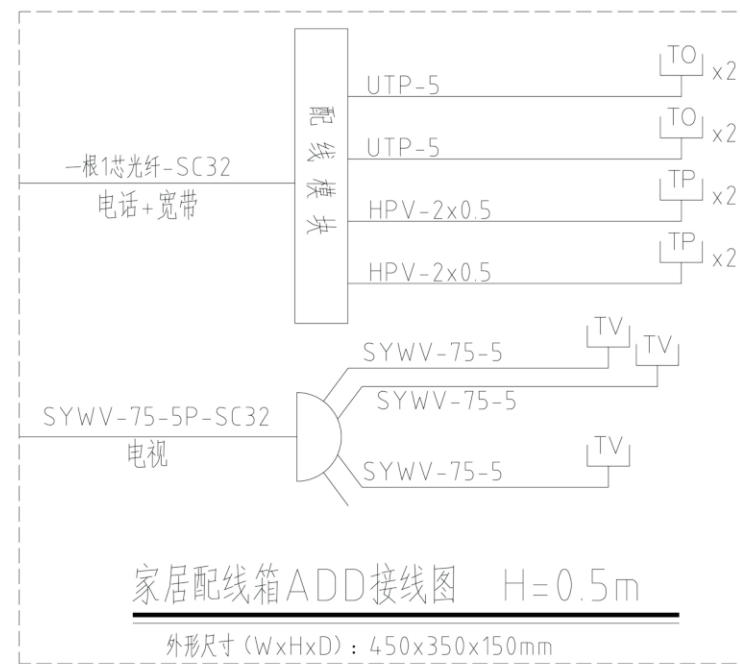 TO
UTP-5
x2
TO
UTP-5
x2
一根1芯光纤-SC32
电话+宽带
配线模块
TP
HPV-2x0.5
x2
TP
HPV-2x0.5
x2
TV
SYWV-75-5
TV
SYWV-75-5
SYWV-75-5P-SC32
电视
TV
SYWV-75-5
家居配线箱ADD接线图 H=0.5m
外形尺寸(WxHxD):450x350x150mm